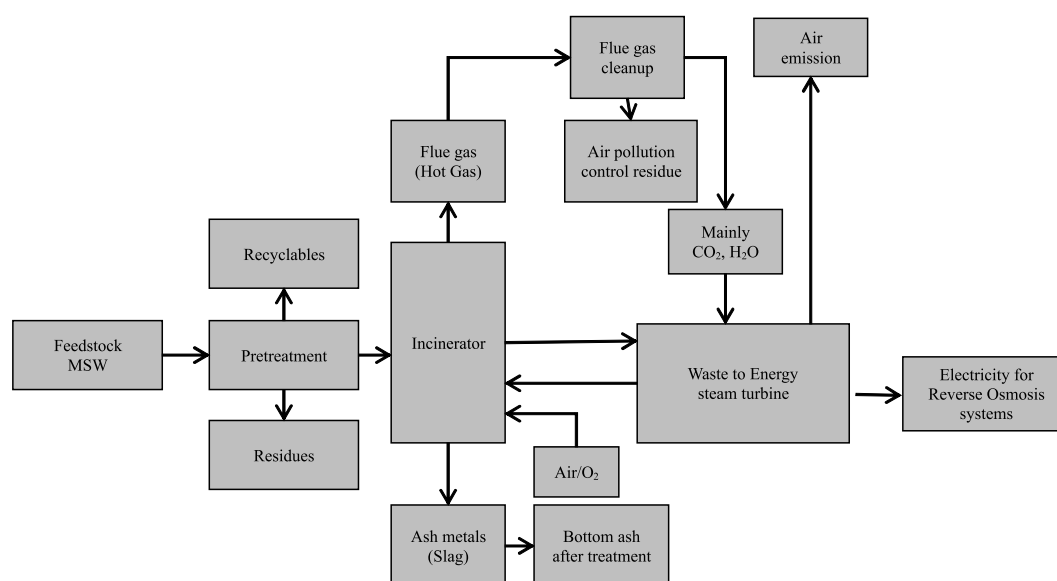 Flue gas
cleanup
Air
emission
Flue gas
(Hot Gas)
Air pollution
control residue
Recyclables
Mainly
CO₂, H₂O
Feedstock
MSW
Pretreatment
Incinerator
Waste to Energy
steam turbine
Electricity for
Reverse Osmosis
systems
Residues
Air/O₂
Ash metals
(Slag)
Bottom ash
after treatment